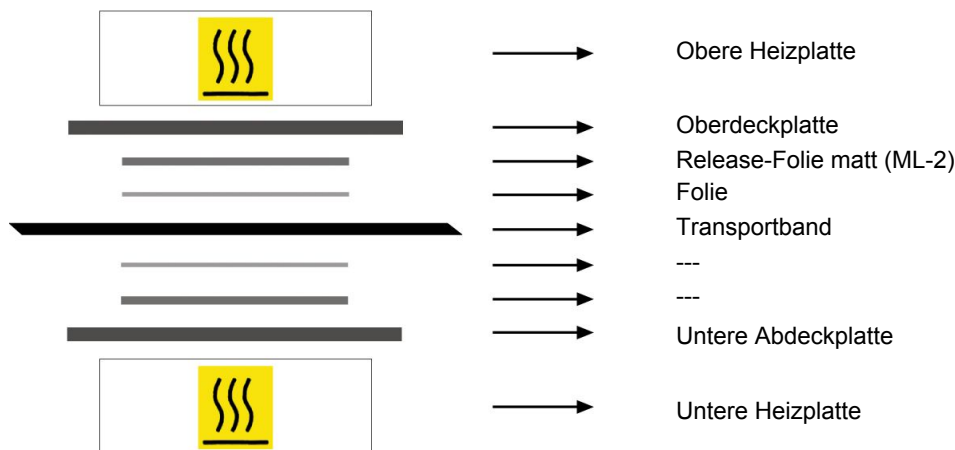 Obere Heizplatte
Oberdeckplatte
Release-Folie matt (ML-2)
Folie
Transportband
---
---
Untere Abdeckplatte
Untere Heizplatte